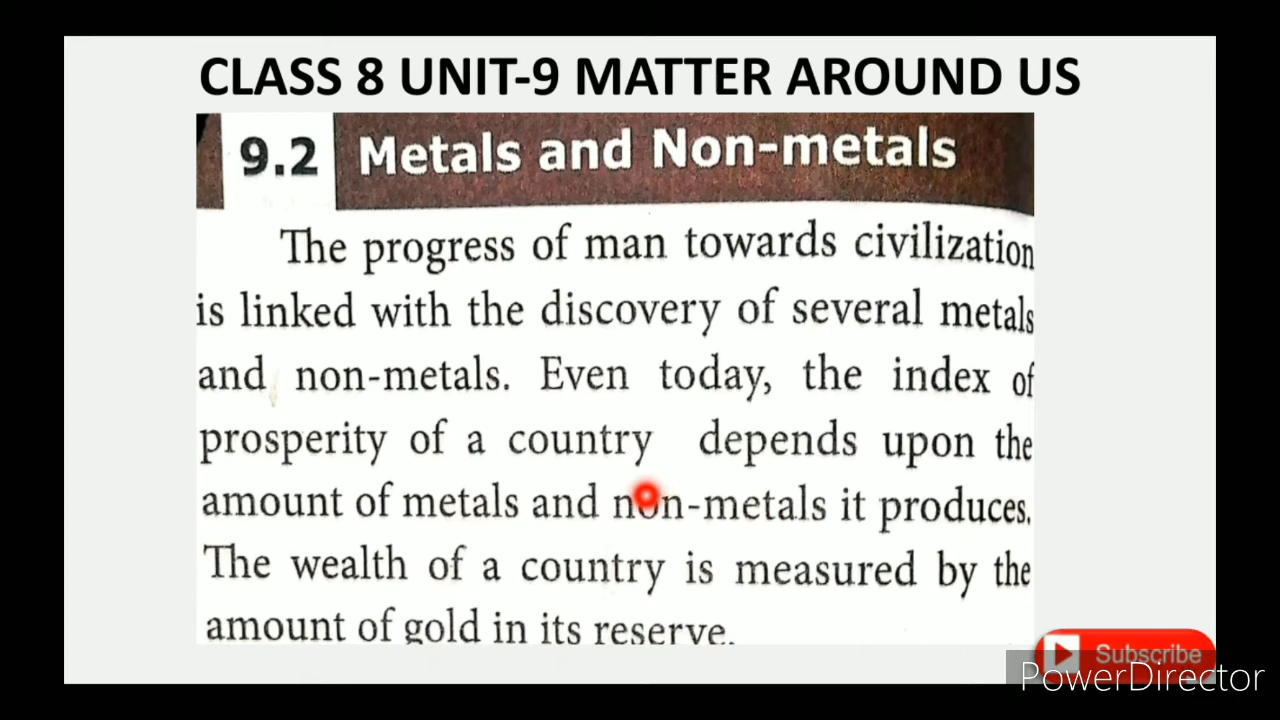 CLASS 8 UNIT-9 MATTER AROUND US
9.2 Metals and Non-metals
The progress of man towards civilization
is linked with the discovery of several metals
and non-metals. Even today, the index of
prosperity of a country depends upon the
amount of metals and non-metals it produces.
The wealth of a country is measured by the
amount of gold in its reserve.
Subscribe
PowerDirector